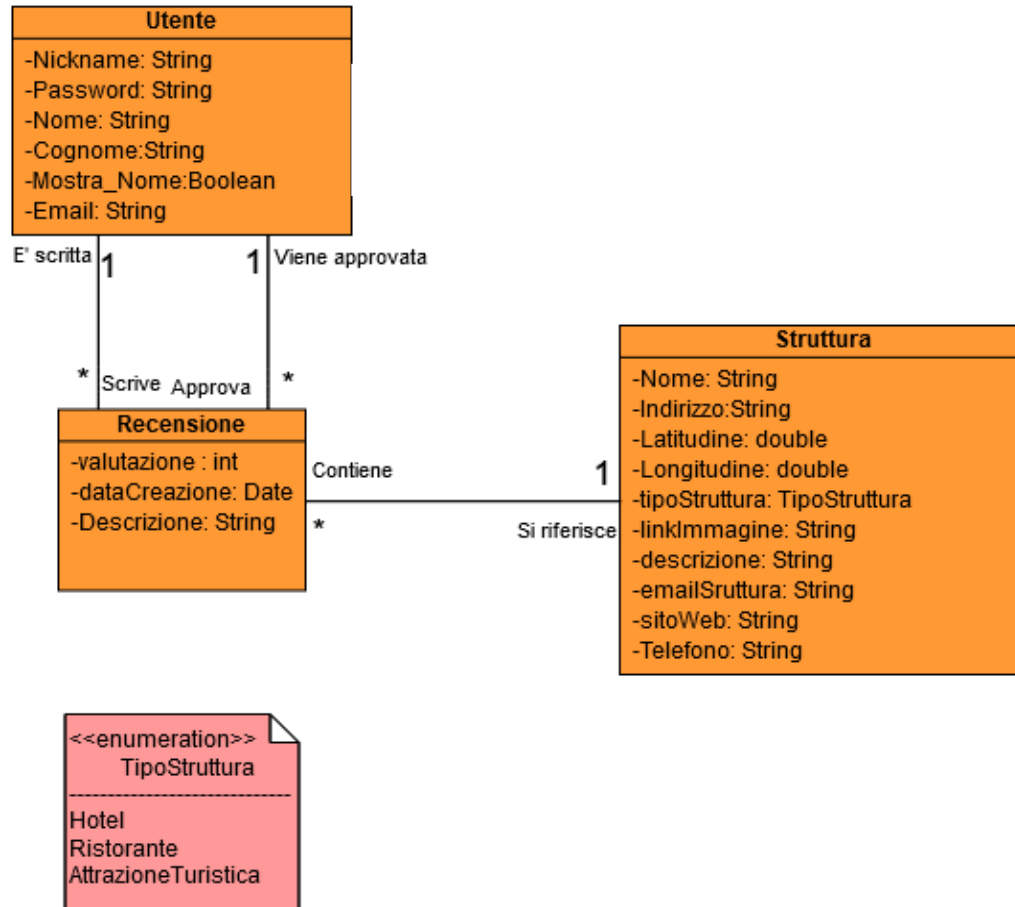 Utente
-Nickname: String
-Password: String
-Nome: String
-Cognome:String
-Mostra_Nome:Boolean
-Email: String
E' scritta
1
1
Viene approvata
*
Scrive
Approva
*
Recensione
-valutazione : int
-dataCreazione: Date
-Descrizione: String
Contiene
1
*
Si riferisce
Struttura
-Nome: String
-Indirizzo:String
-Latitudine: double
-Longitudine: double
-tipoStruttura: TipoStruttura
-linkImmagine: String
-descrizione: String
-emailSruttura: String
-sitoWeb: String
-Telefono: String
<<enumeration>>
TipoStruttura
----------------------------
Hotel
Ristorante
AttrazioneTuristica